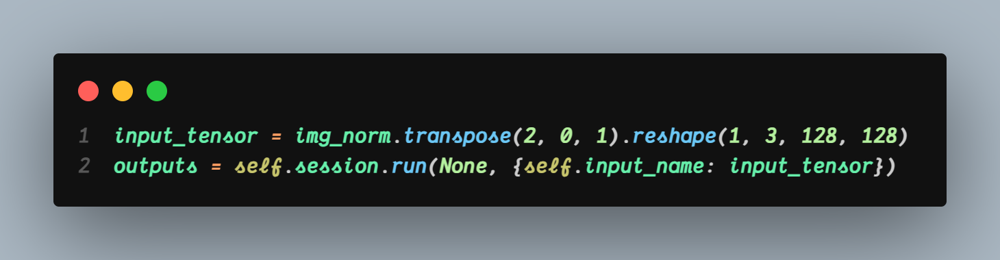 1 input_tensor = img_norm.transpose(2, 0, 1).reshape(1, 3, 128, 128)
2 outputs = self.session.run(None, {self.input_name: input_tensor})